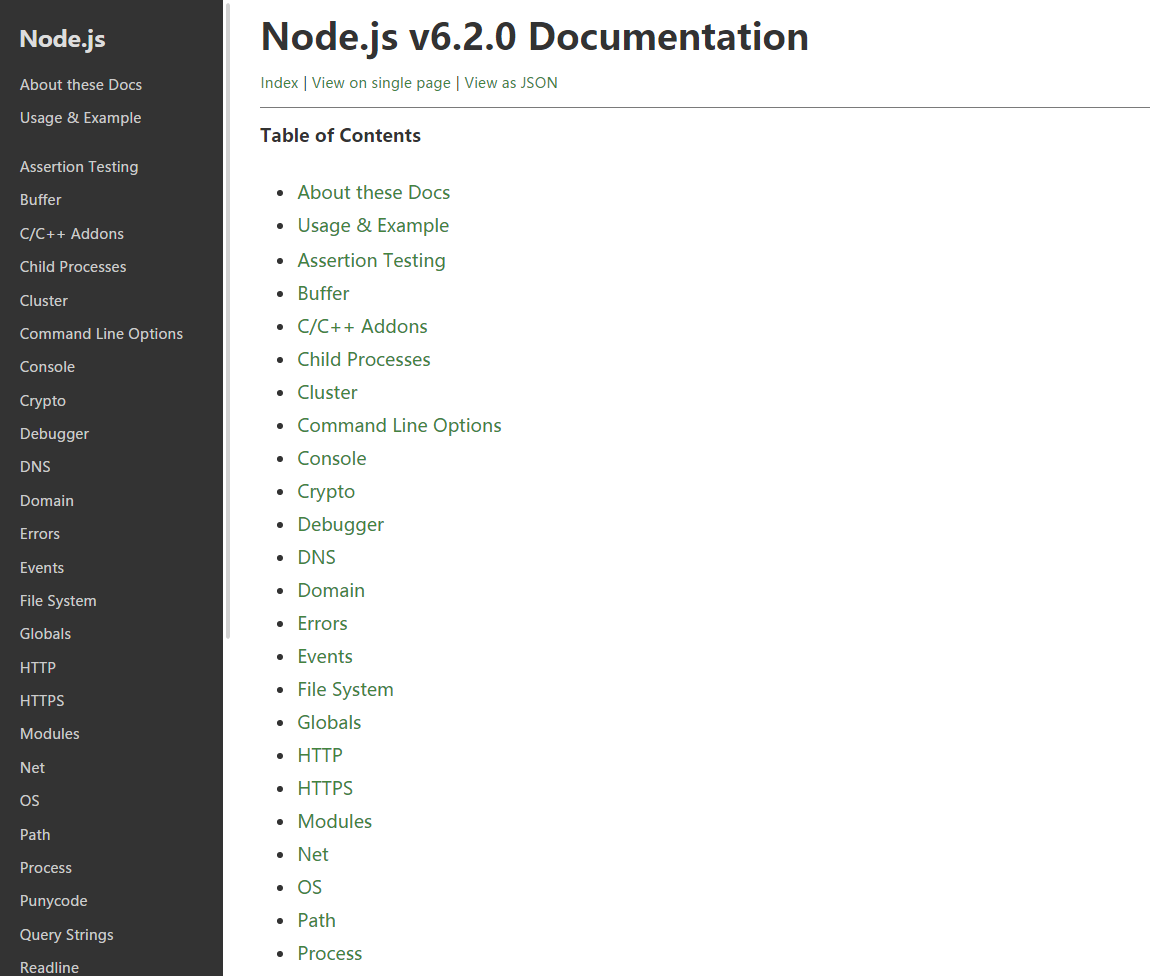 Node.js
About these Docs
Usage & Example
Assertion Testing
Buffer
C/C++ Addons
Child Processes
Cluster
Command Line Options
Console
Crypto
Debugger
DNS
Domain
Errors
Events
File System
Globals
HTTP
HTTPS
Modules
Net
OS
Path
Process
Punycode
Query Strings
Readline
Node.js v6.2.0 Documentation
Index | View on single page | View as JSON
Table of Contents
About these Docs
Usage & Example
Assertion Testing
Buffer
C/C++ Addons
Child Processes
Cluster
Command Line Options
Console
Crypto
Debugger
DNS
Domain
Errors
Events
File System
Globals
HTTP
HTTPS
Modules
Net
OS
Path
Process